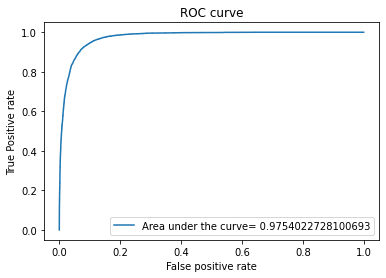 ROC curve
True Positive rate
1.0
0.8
0.6
0.4
0.2
0.0
Area under the curve= 0.9754022728100693
0.0 0.2 0.4 0.6 0.8 1.0
False positive rate